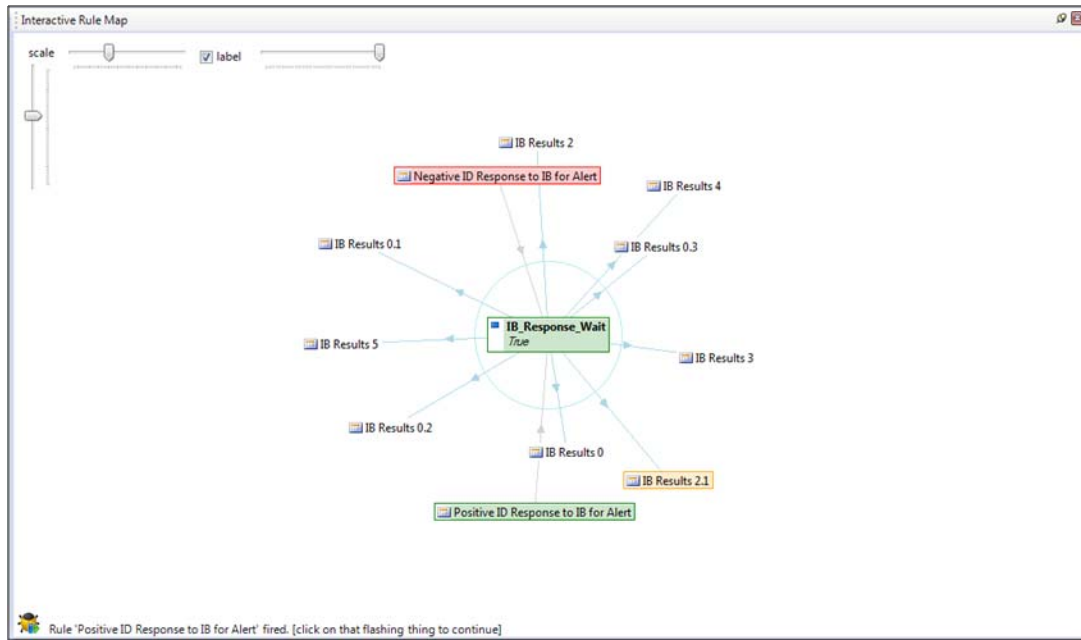 Interactive Rule Map
scale
label
IB Results 2
Negative ID Response to IB for Alert
IB Results 4
IB Results 0.1
IB Results 0.3
IB_Response_Wait
True
IB Results 5
IB Results 3
IB Results 0.2
IB Results 0
IB Results 2.1
Positive ID Response to IB for Alert
Rule 'Positive ID Response to IB for Alert' fired. [click on that flashing thing to continue]